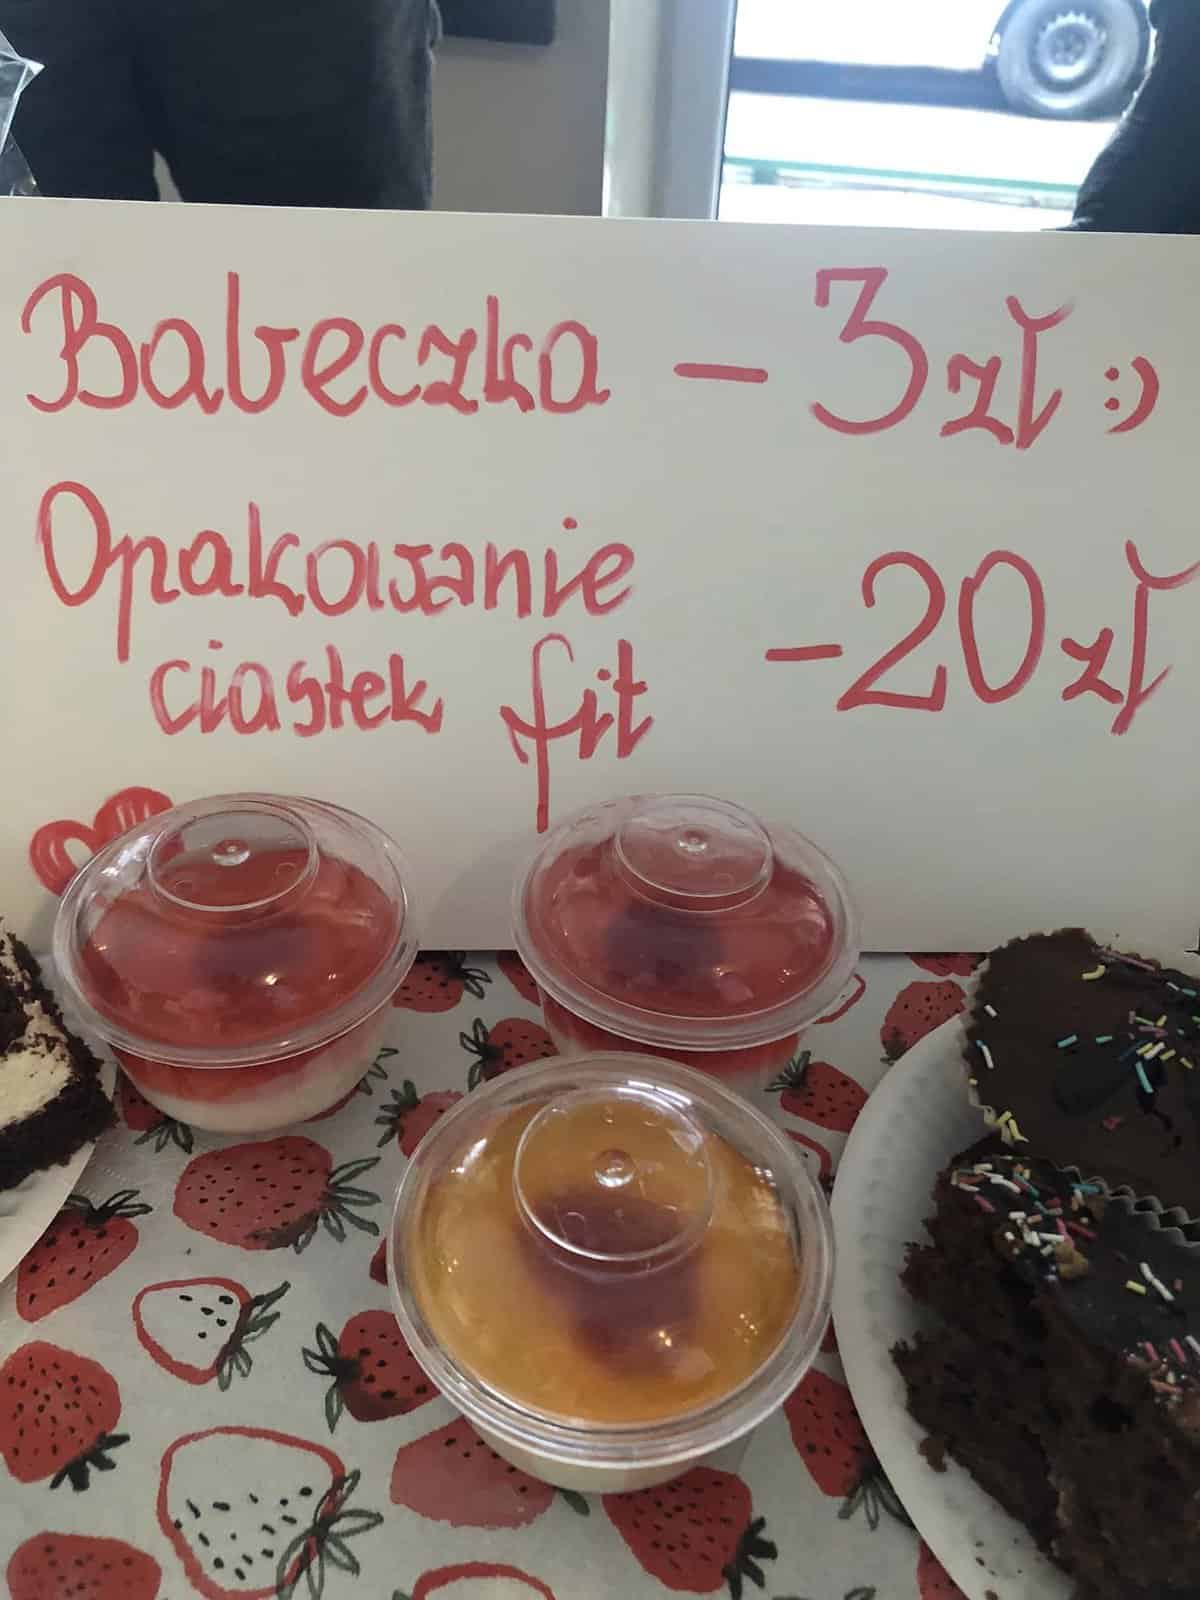 Babeczka - 3zł :)
Opakowanie
ciastek fit - 20zł